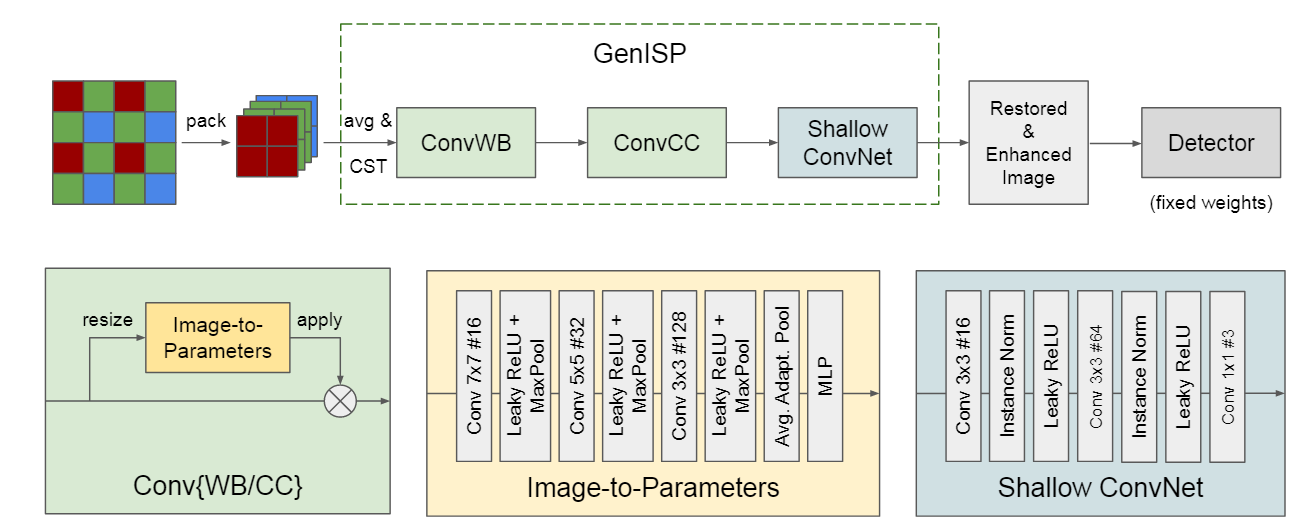 GenISP
pack
avg &
CST
ConvWB
ConvCC
Shallow
ConvNet
Restored
&
Enhanced
Image
Detector
(fixed weights)
resize
Image-to-
Parameters
apply
Conv{WB/CC}
Conv 7x7 #16
Leaky ReLU +
MaxPool
Conv 5x5 #32
Leaky ReLU +
MaxPool
Conv 3x3 #128
Leaky ReLU +
MaxPool
Avg. Adapt. Pool
MLP
Image-to-Parameters
Conv 3x3 #16
Instance Norm
Leaky ReLU
Conv 3x3 #64
Instance Norm
Leaky ReLU
Conv 1x1 #3
Shallow ConvNet